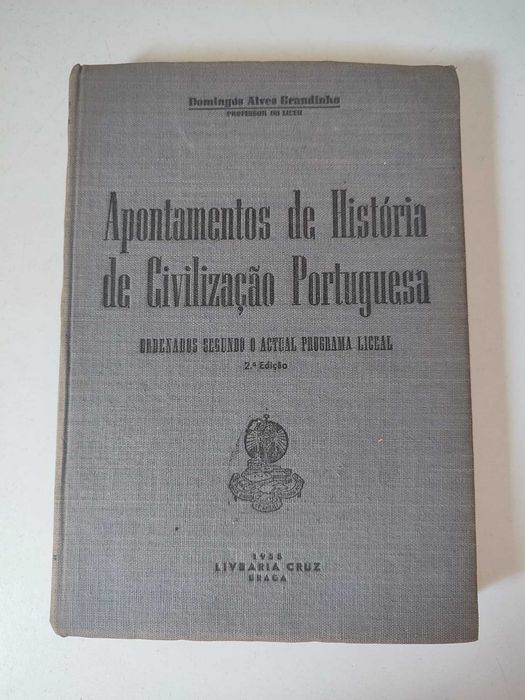 Domingos Alves Brandinho
PROFESSOR DO LICEU
Apontamentos de História
de Civilização Portuguesa
ORDENADOS SEGUNDO O ACTUAL PROGRAMA LICEAL
2.ª Edição
1955
LIVRARIA CRUZ
BRAGA